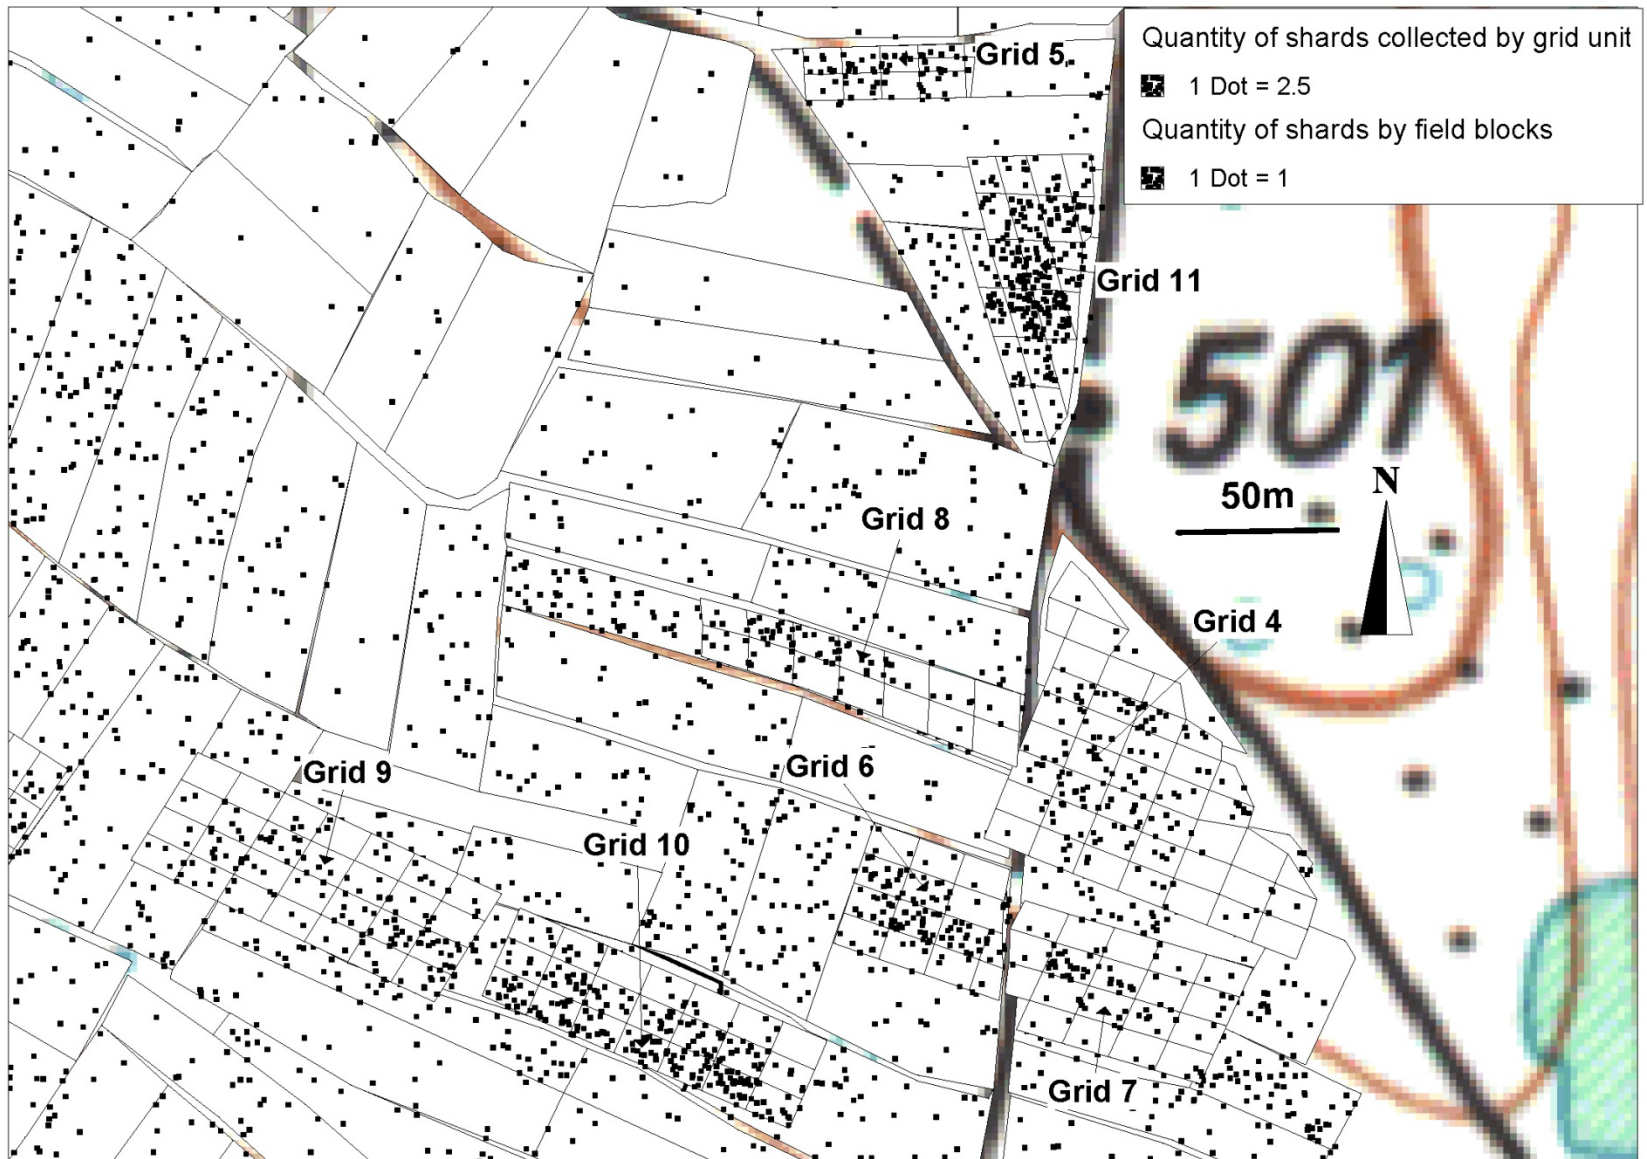 Quantity of shards collected by grid unit
1 Dot = 2.5
Quantity of shards by field blocks
1 Dot = 1
Grid 5
Grid 11
501
50m
N
Grid 8
Grid 4
Grid 6
Grid 9
Grid 10
Grid 7